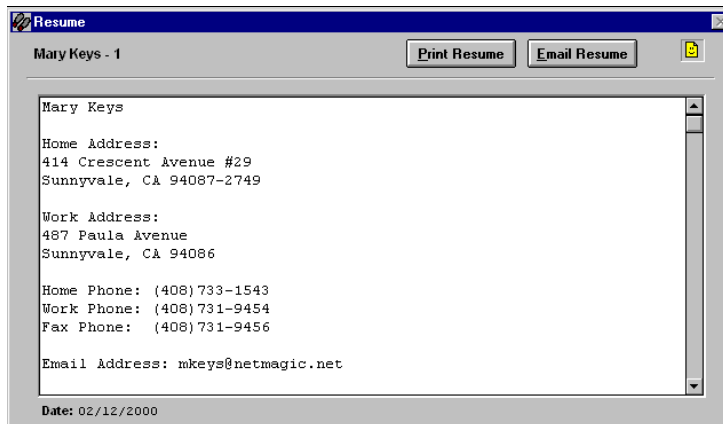 Resume
Mary Keys - 1
Print Resume
Email Resume
Mary Keys
Home Address:
414 Crescent Avenue #29
Sunnyvale, CA 94087-2749
Work Address:
487 Paula Avenue
Sunnyvale, CA 94086
Home Phone: (408)733-1543
Work Phone: (408)731-9454
Fax Phone: (408)731-9456
Email Address: mkeys@netmagic.net
Date: 02/12/2000